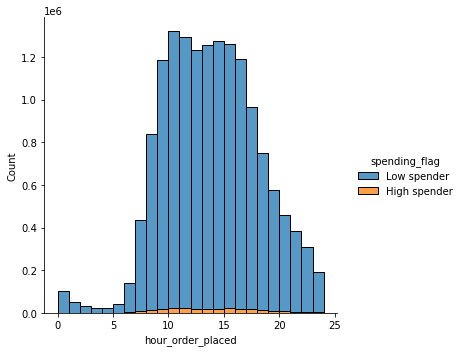 1e6
1.2
1.0
0.8
0.6
0.4
0.2
0.0
Count
0 5 10 15 20 25
hour_order_placed
spending_flag
Low spender
High spender